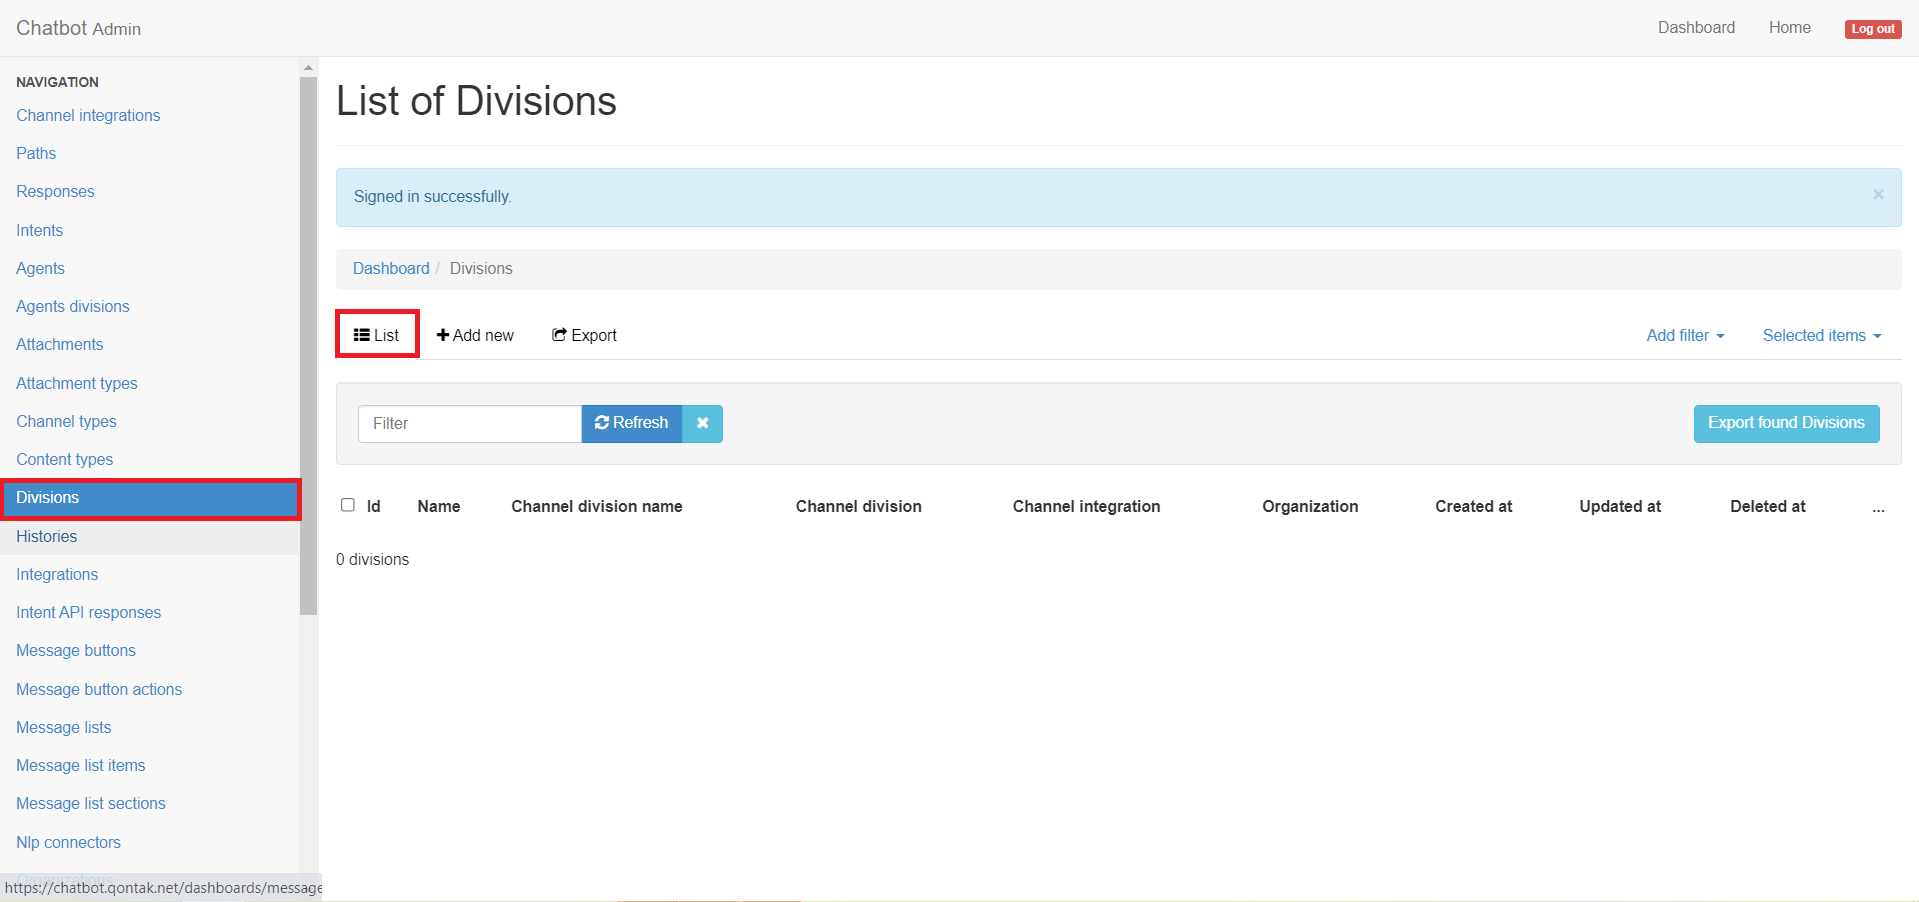 Chatbot Admin
Dashboard Home Log out
NAVIGATION
Channel integrations
Paths
Responses
Intents
Agents
Agents divisions
Attachments
Attachment types
Channel types
Content types
Divisions
Histories
Integrations
Intent API responses
Message buttons
Message button actions
Message lists
Message list items
Message list sections
Nlp connectors
Organizations
https://chatbot.qontak.net/dashboards/message
List of Divisions
Signed in successfully.
×
Dashboard / Divisions
List Add new Export
Add filter Selected items
Filter Refresh
Export found Divisions
Id Name Channel division name Channel division Channel integration Organization Created at Updated at Deleted at ...
0 divisions